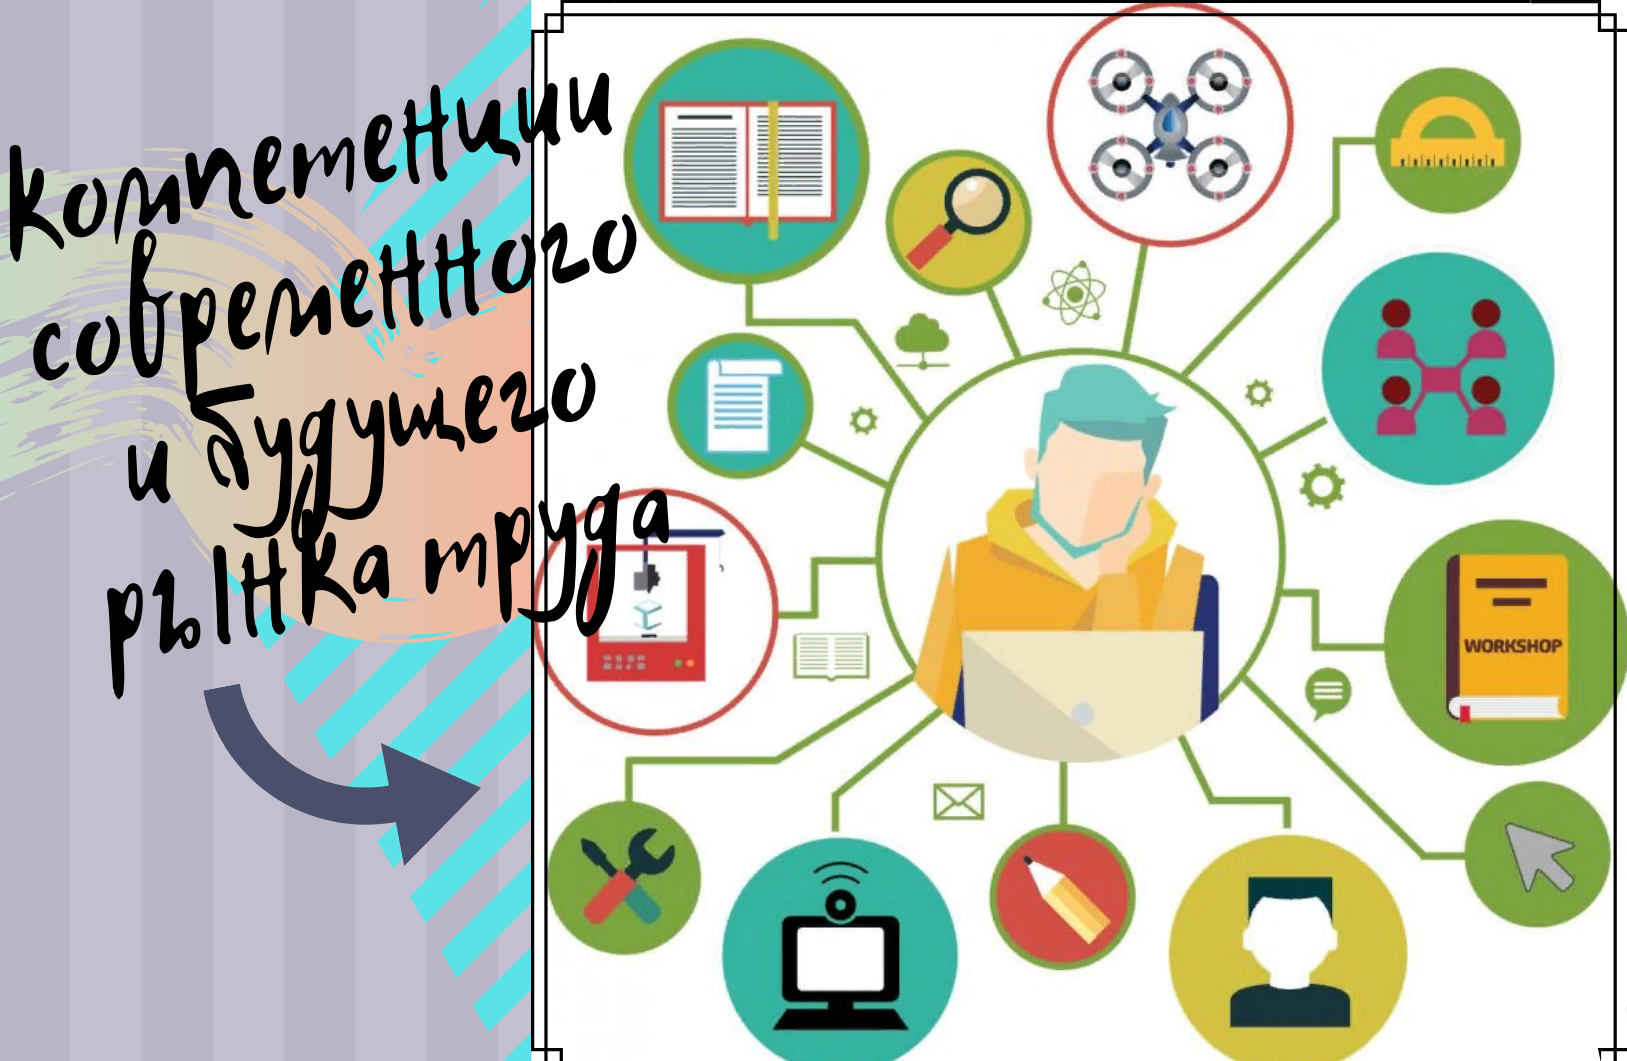 компетенции
современного
и будущего
рынка труда
WORKSHOP